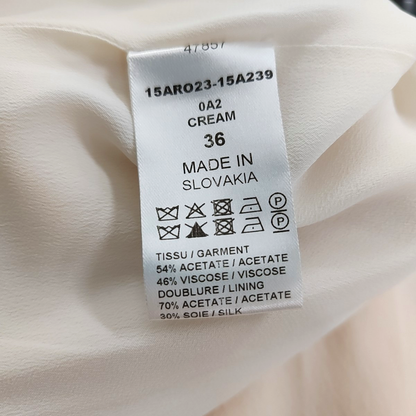 47857
15ARO23-15A239
0A2
CREAM
36
MADE IN
SLOVAKIA
P
P
TISSU / GARMENT
54% ACETATE / ACETATE
46% VISCOSE / VISCOSE
DOUBLURE / LINING
70% ACETATE / ACETATE
30% SOIE / SILK